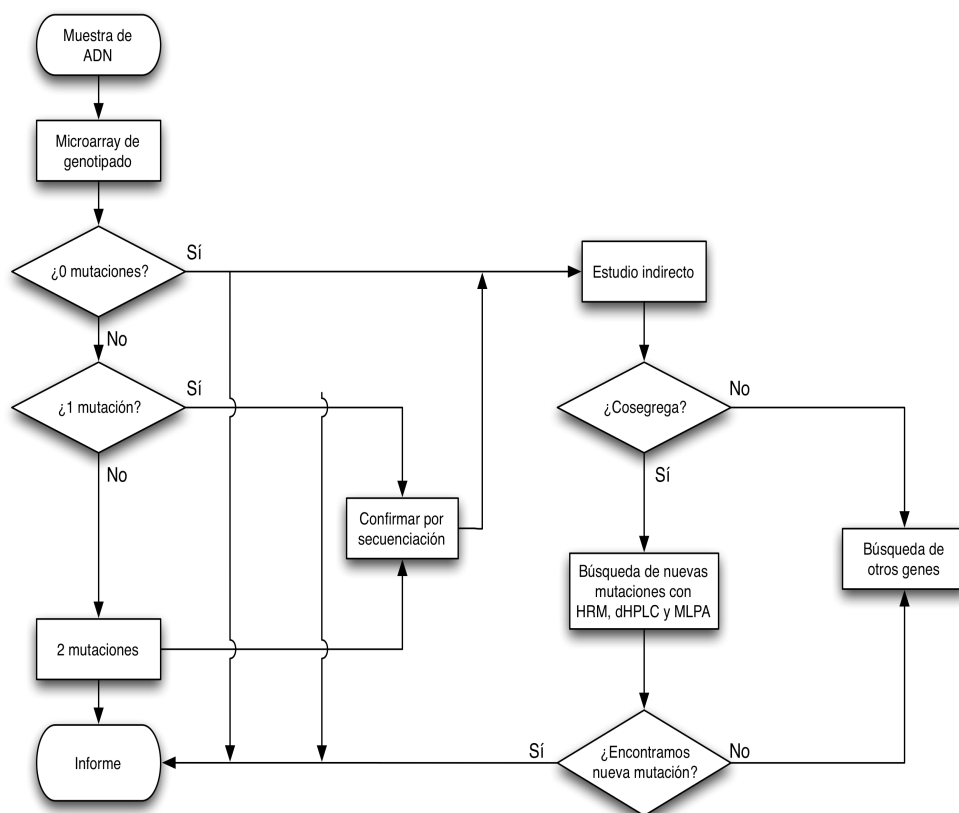 Muestra de
ADN
Microarray de
genotipado
¿0 mutaciones?
Sí
No
¿1 mutación?
Sí
No
2 mutaciones
Informe
Confirmar por
secuenciación
Estudio indirecto
¿Cosegrega?
No
Sí
Búsqueda de nuevas
mutaciones con
HRM, dHPLC y MLPA
Búsqueda de
otros genes
¿Encontramos
nueva mutación?
Sí
No